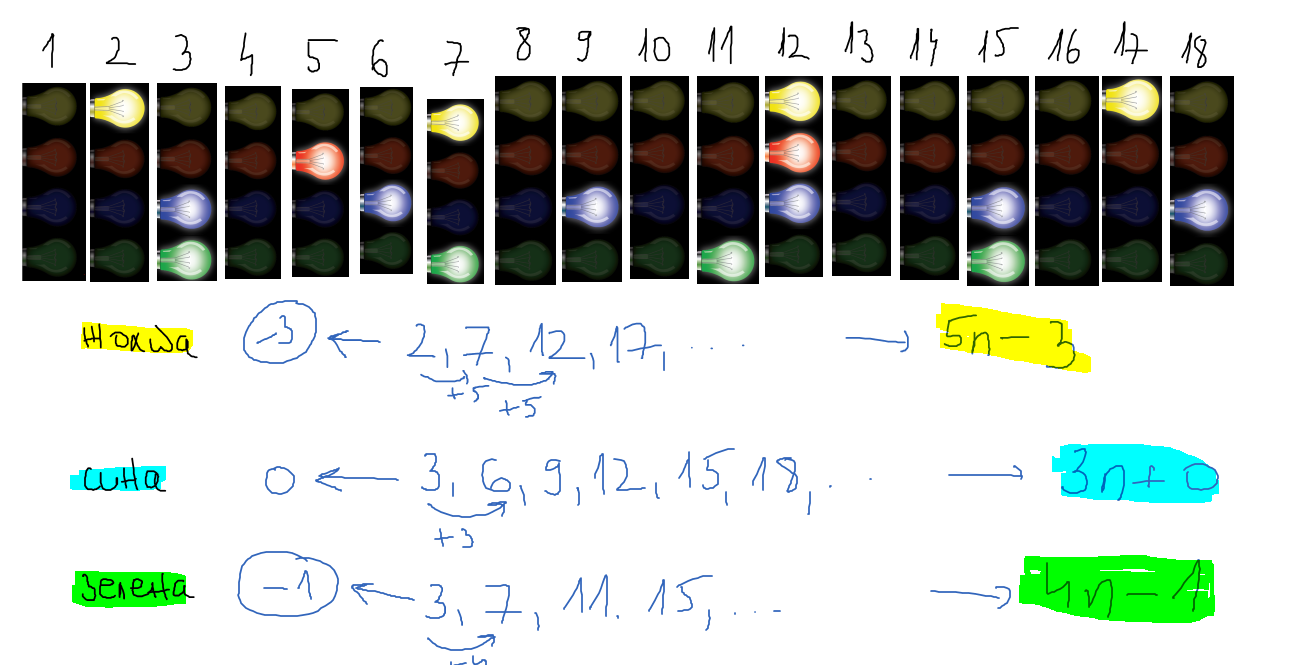 1 2 3 4 5 6 7 8 9 10 11 12 13 14 15 16 17 18
жолта -3 ← 2, 7, 12, 17, .... → 5n-3
+5 +5
сина 0 ← 3, 6, 9, 12, 15, 18, ... → 3n+0
+3
зелена -1 ← 3, 7, 11. 15, ... → 4n-1
+4